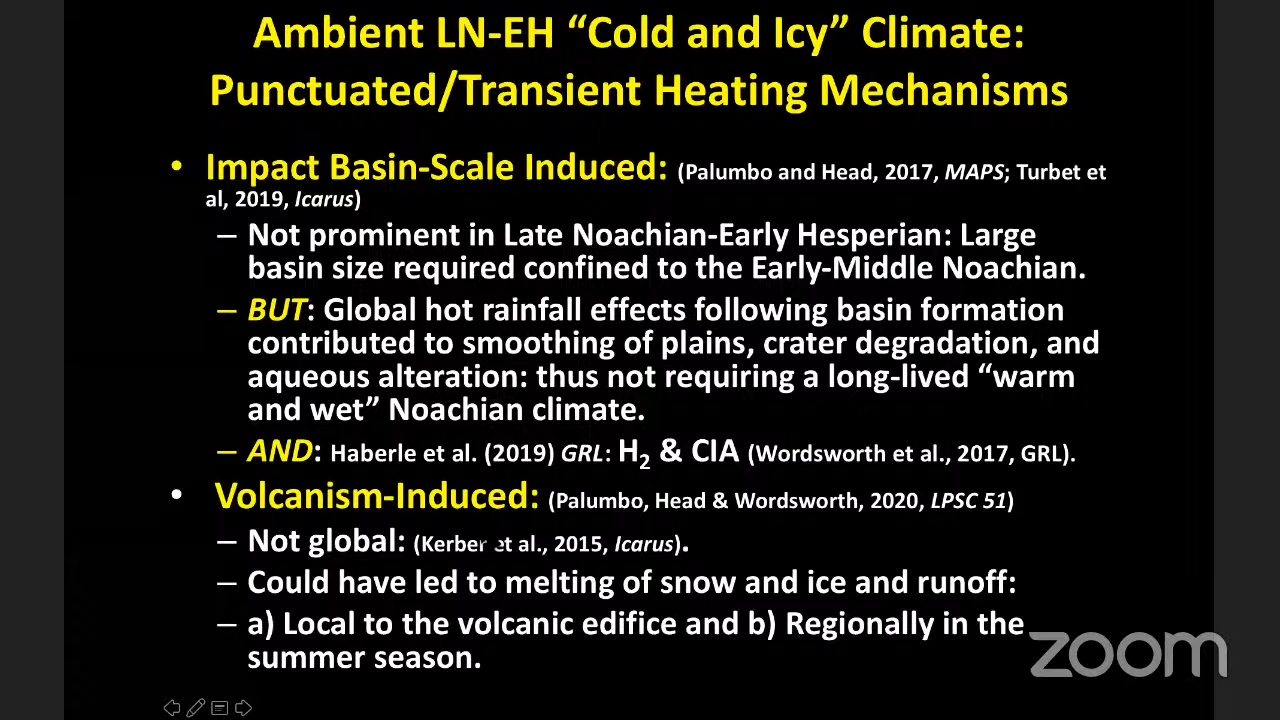 Ambient LN-EH “Cold and Icy” Climate:
Punctuated/Transient Heating Mechanisms
• Impact Basin-Scale Induced: (Palumbo and Head, 2017, MAPS; Turbet et
al, 2019, Icarus)
– Not prominent in Late Noachian-Early Hesperian: Large
basin size required confined to the Early-Middle Noachian.
– BUT: Global hot rainfall effects following basin formation
contributed to smoothing of plains, crater degradation, and
aqueous alteration: thus not requiring a long-lived “warm
and wet” Noachian climate.
– AND: Haberle et al. (2019) GRL: H2 & CIA (Wordsworth et al., 2017, GRL).
• Volcanism-Induced: (Palumbo, Head & Wordsworth, 2020, LPSC 51)
– Not global: (Kerber et al., 2015, Icarus).
– Could have led to melting of snow and ice and runoff:
– a) Local to the volcanic edifice and b) Regionally in the
summer season.
zoom